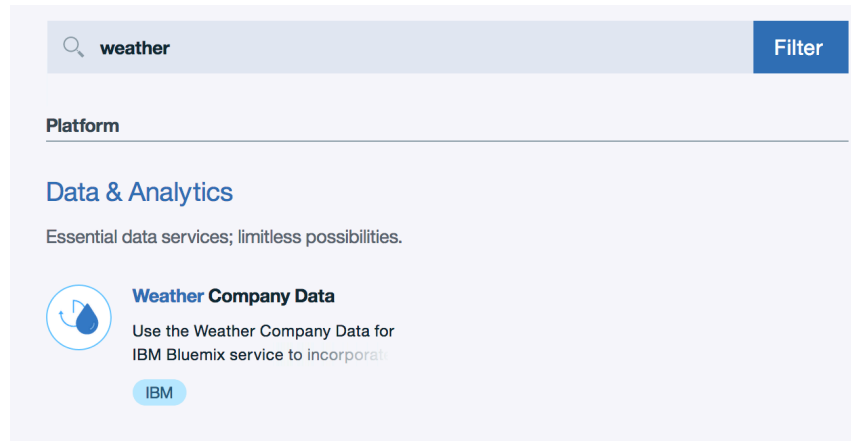 weather
Filter
Platform
Data & Analytics
Essential data services; limitless possibilities.
Weather Company Data
Use the Weather Company Data for
IBM Bluemix service to incorporate
IBM